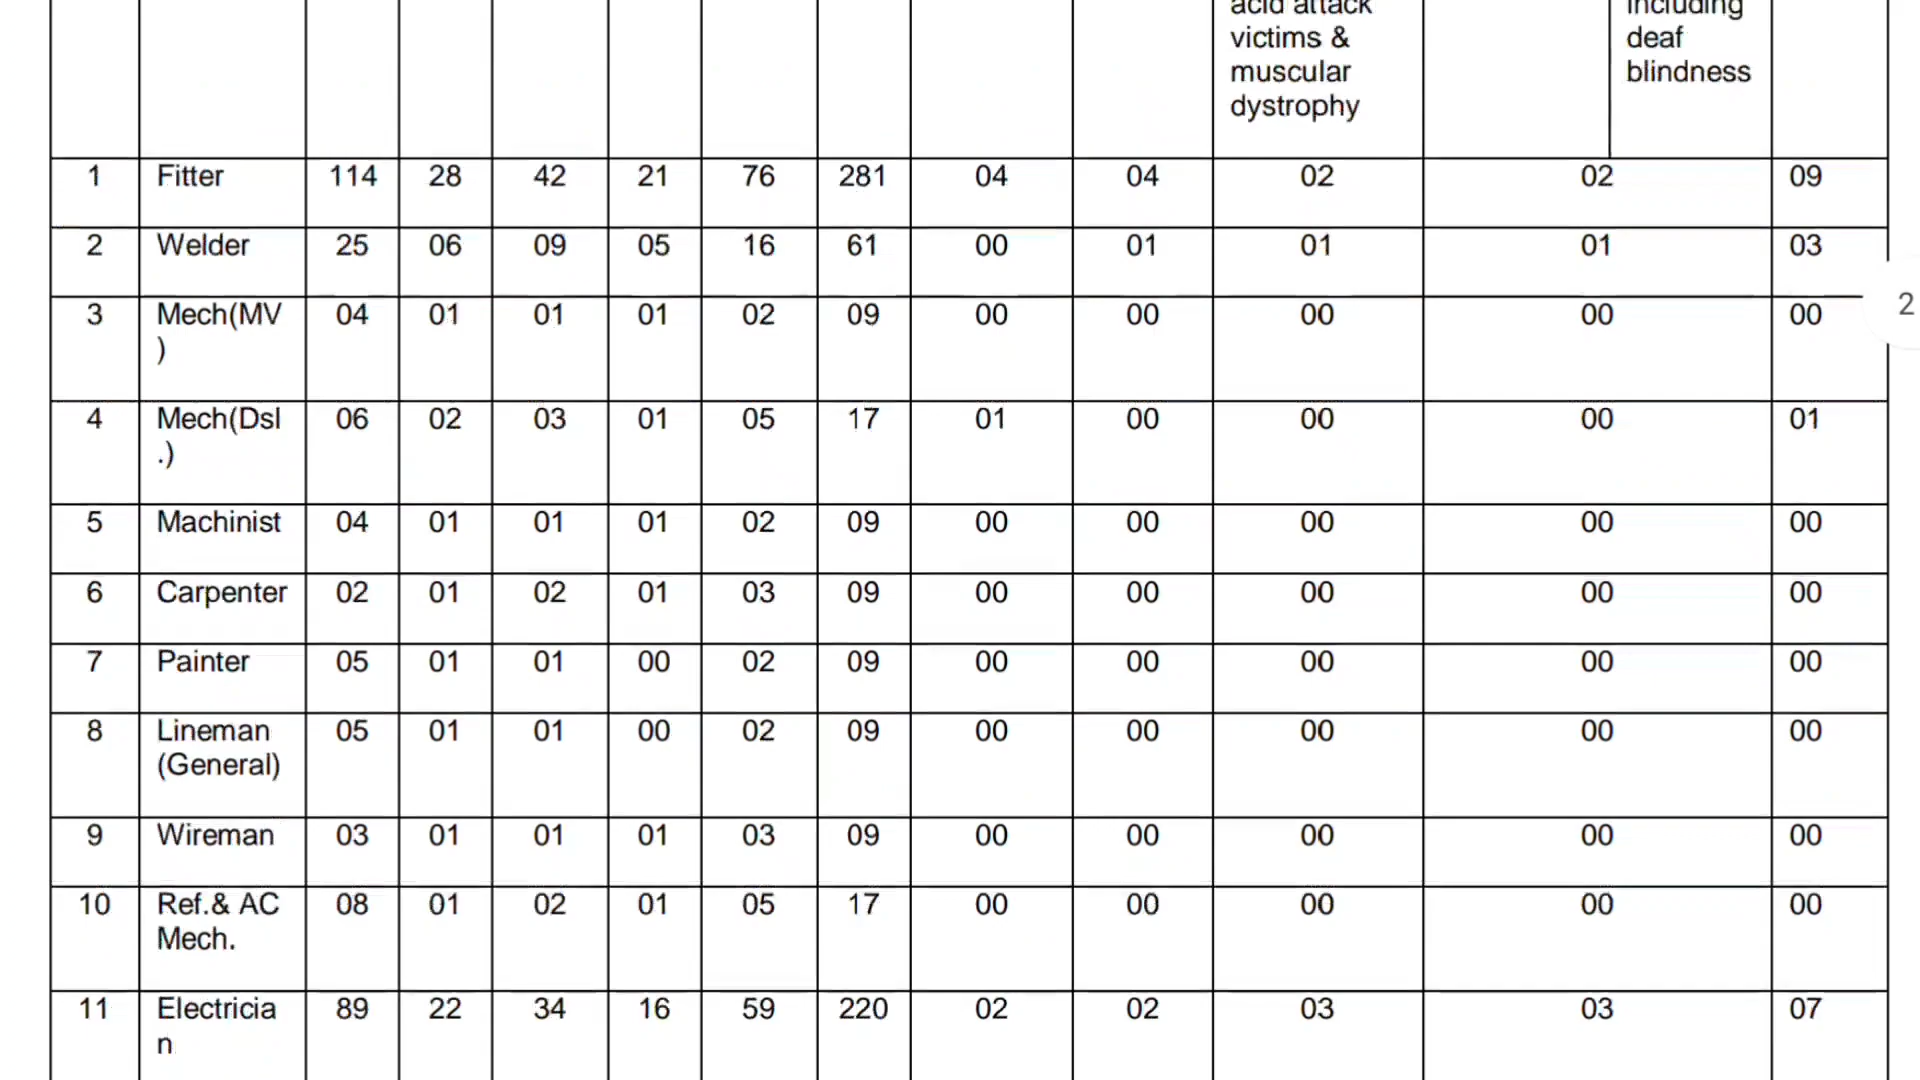 acid attack
victims &
muscular
dystrophy
including
deaf
blindness
1 Fitter 114 28 42 21 76 281 04 04 02 02 09
2 Welder 25 06 09 05 16 61 00 01 01 01 03
3 Mech(MV 04 01 01 01 02 09 00 00 00 00 00
)
2
4 Mech(Dsl 06 02 03 01 05 17 01 00 00 00 01
.)
5 Machinist 04 01 01 01 02 09 00 00 00 00 00
6 Carpenter 02 01 02 01 03 09 00 00 00 00 00
7 Painter 05 01 01 00 02 09 00 00 00 00 00
8 Lineman 05 01 01 00 02 09 00 00 00 00 00
(General)
9 Wireman 03 01 01 01 03 09 00 00 00 00 00
10 Ref.& AC 08 01 02 01 05 17 00 00 00 00 00
Mech.
11 Electricia 89 22 34 16 59 220 02 02 03 03 07
n